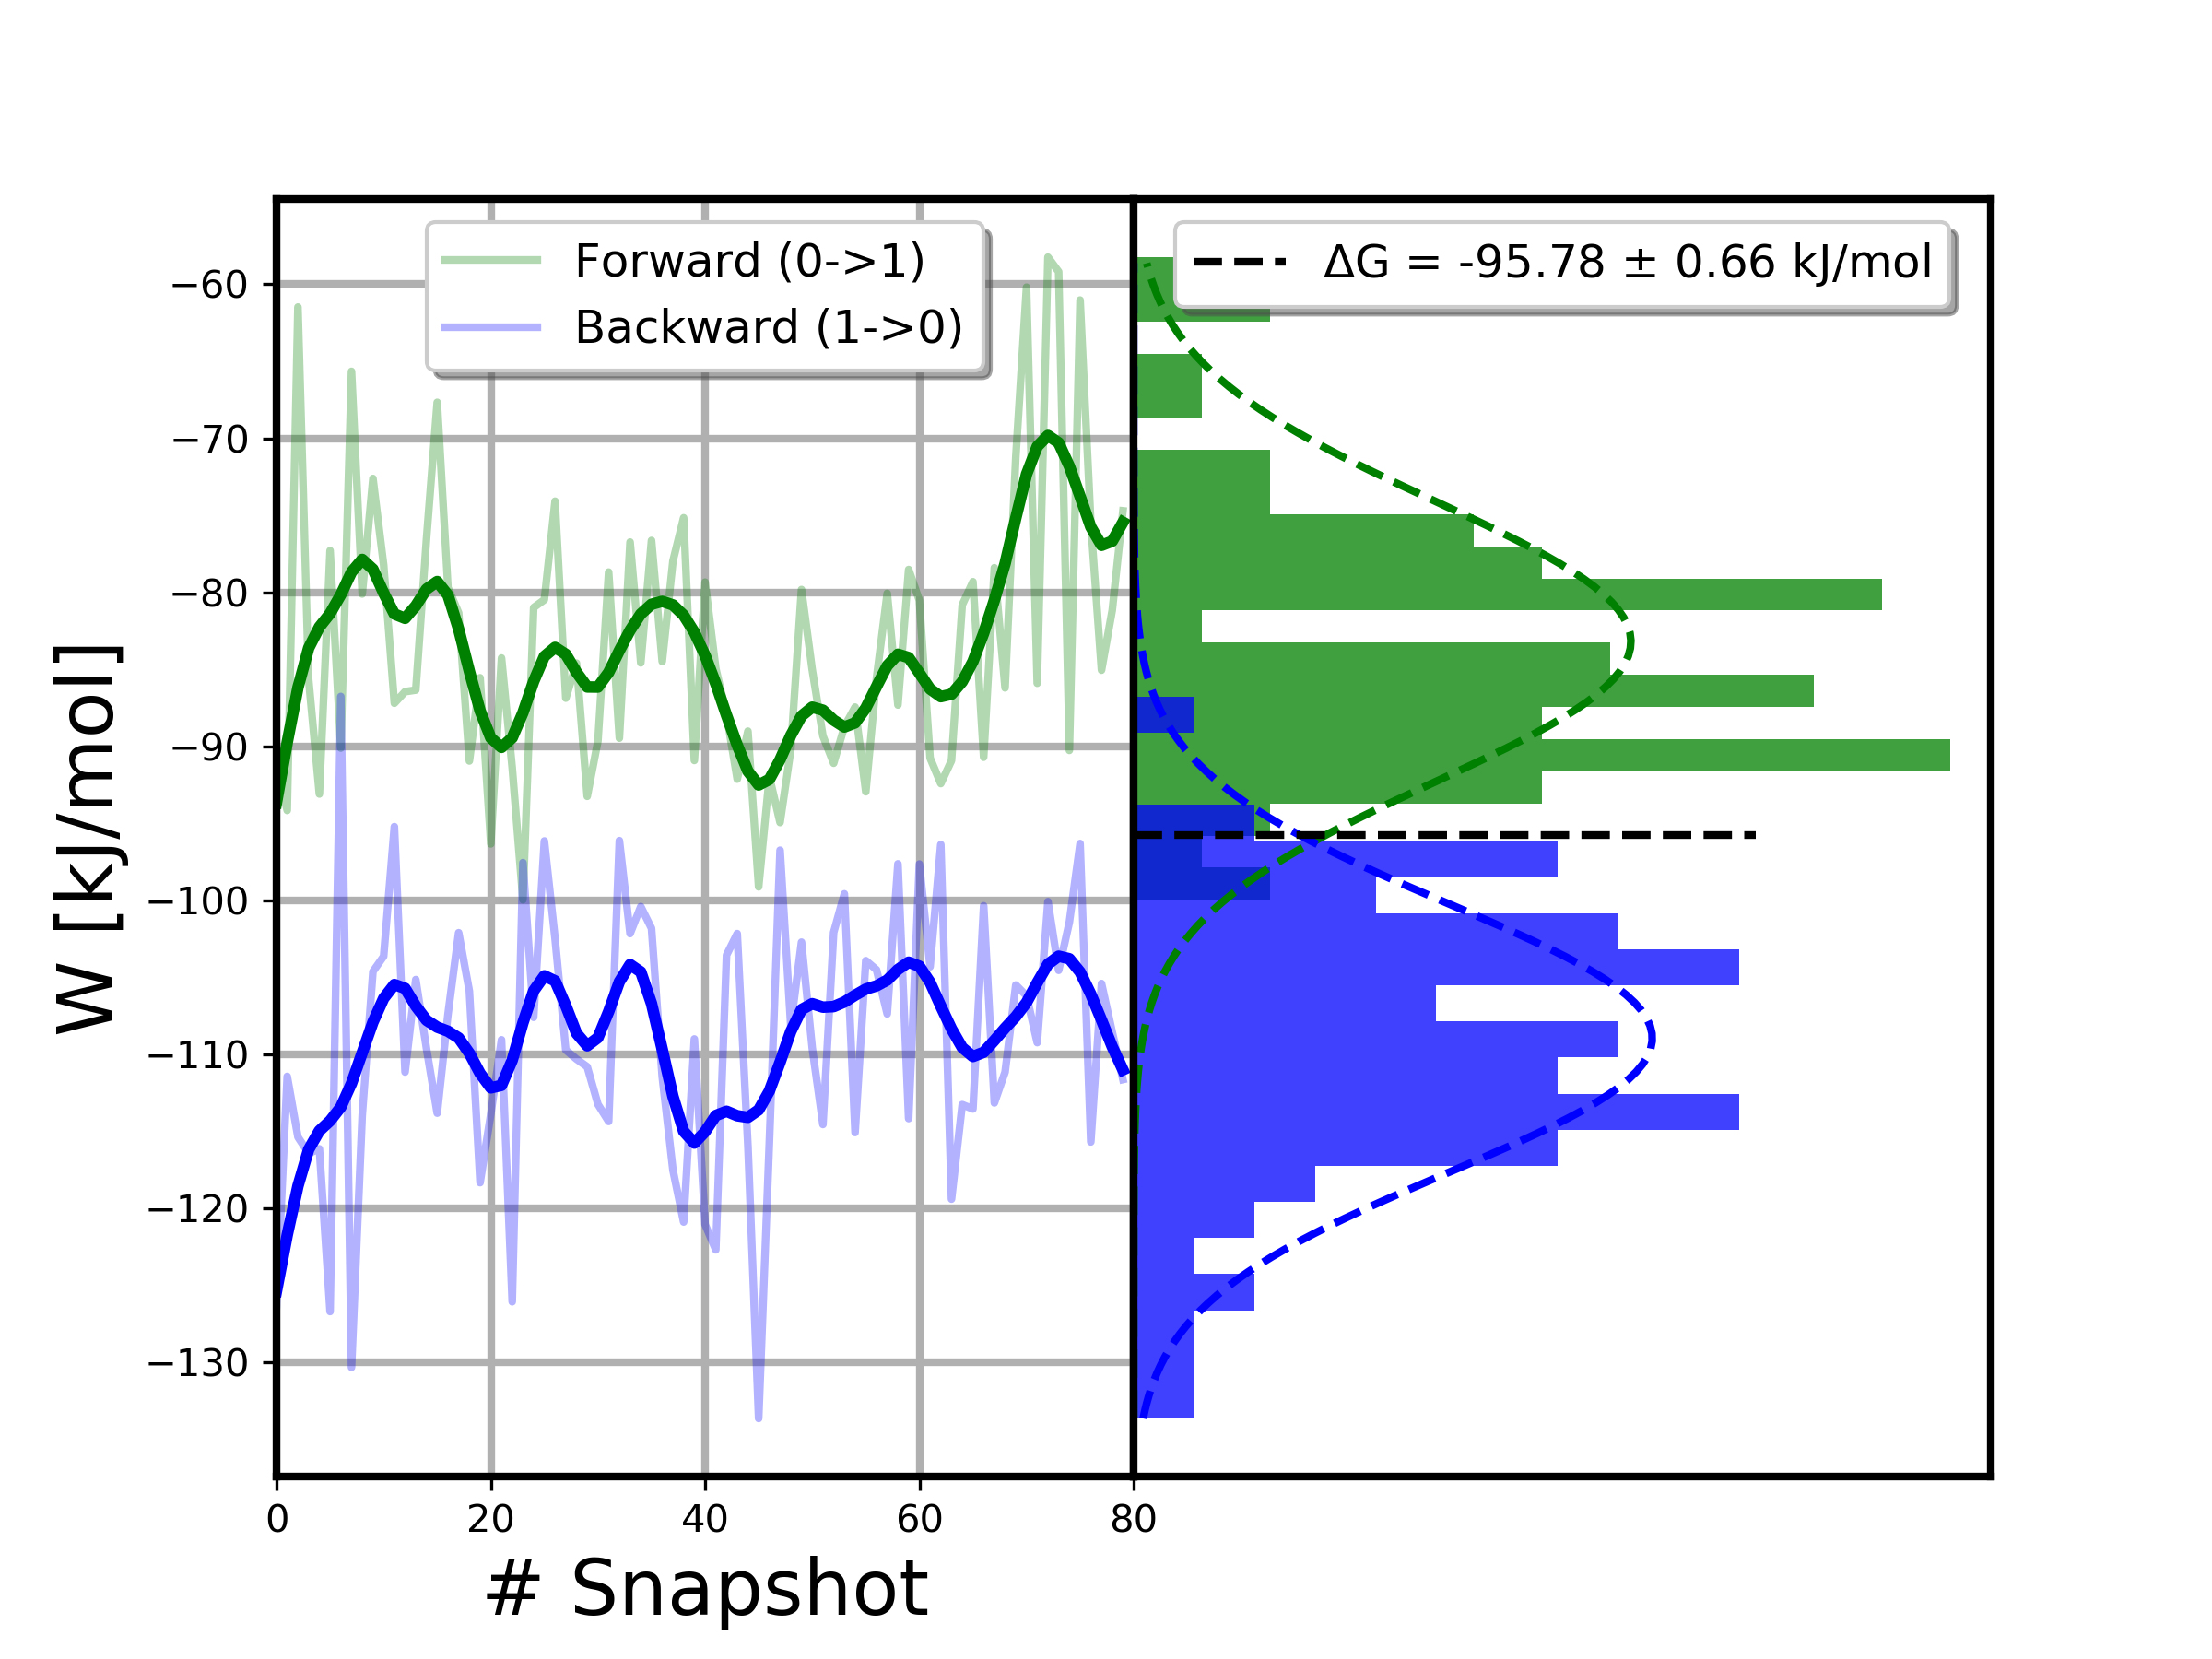 Forward (0->1)
Backward (1->0)
ΔG = -95.78 ± 0.66 kJ/mol
W [kJ/mol]
−60
−70
−80
−90
−100
−110
−120
−130
0 20 40 60 80
# Snapshot